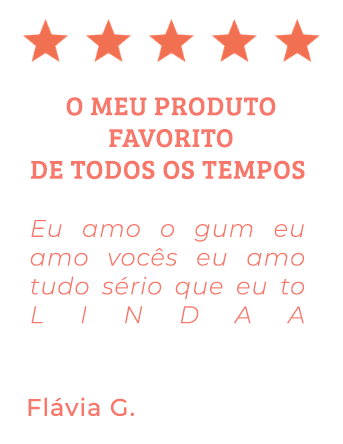 O MEU PRODUTO
FAVORITO
DE TODOS OS TEMPOS
Eu amo o gum eu
amo vocês eu amo
tudo sério que eu to
L I N D A A
Flávia G.